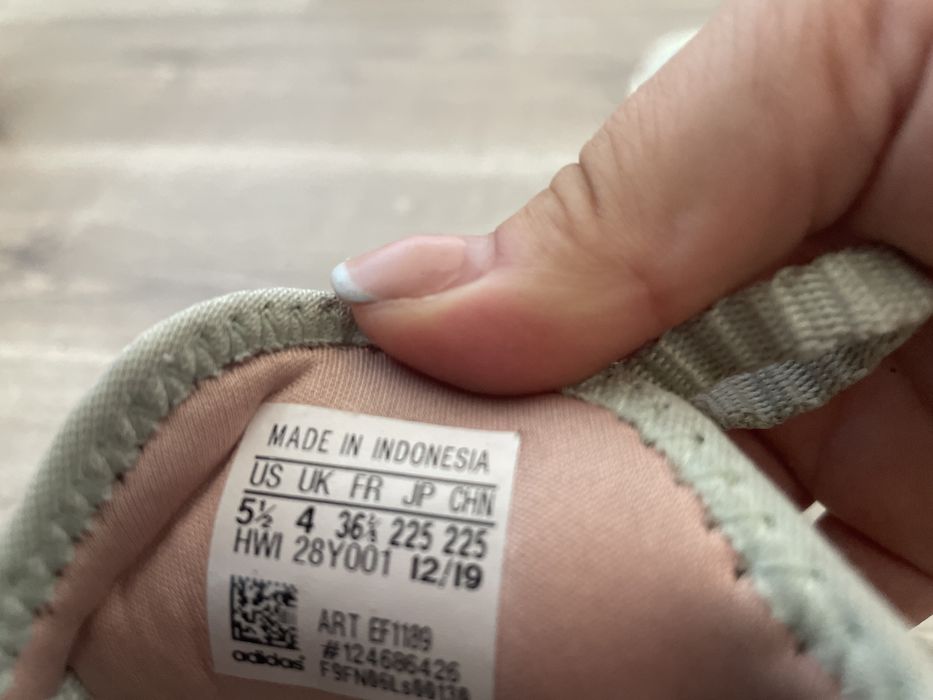 MADE IN INDONESIA
US UK FR JP CHN
5½ 4 36⅔ 225 225
HWI 28Y001 12/19
ART EF1189
#124686426
adidas